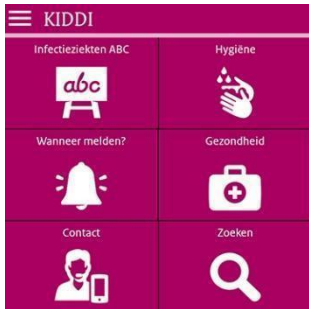 KIDDI
Infectieziekten ABC
Hygiëne
abc
Wanneer melden?
Gezondheid
Contact
Zoeken